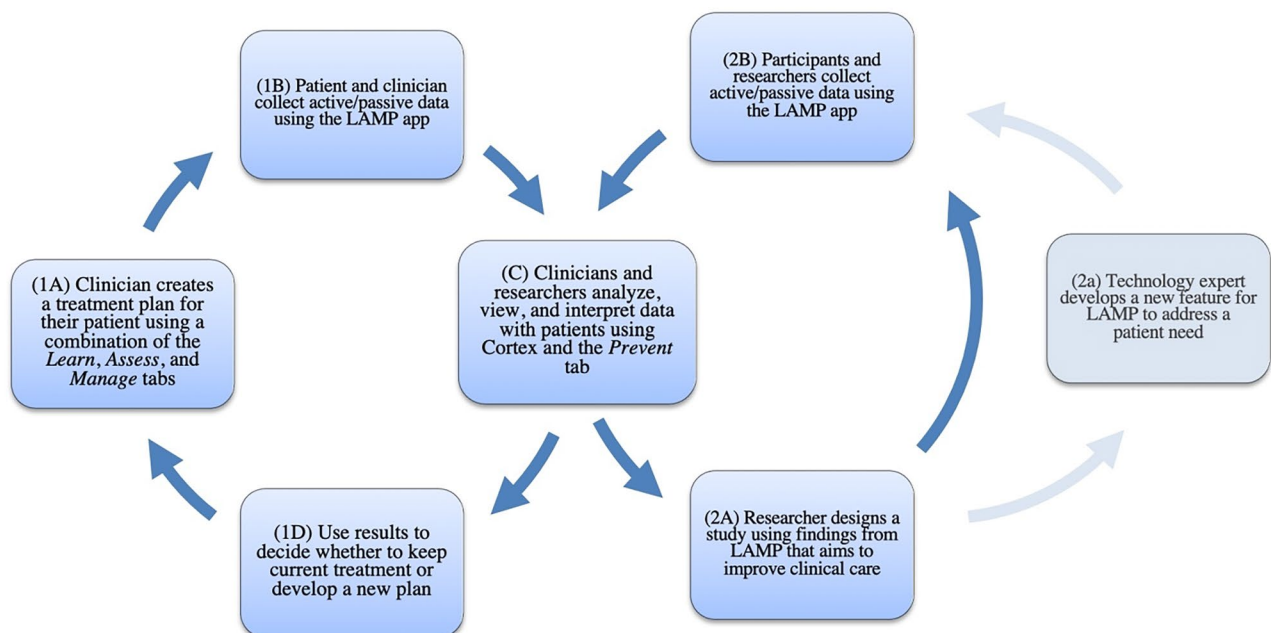 (1B) Patient and clinician
collect active/passive data
using the LAMP app
(2B) Participants and
researchers collect
active/passive data using
the LAMP app
(1A) Clinician creates
a treatment plan for
their patient using a
combination of the
Learn, Assess, and
Manage tabs
(C) Clinicians and
researchers analyze,
view, and interpret data
with patients using
Cortex and the Prevent
tab
(2a) Technology expert
develops a new feature for
LAMP to address a
patient need
(1D) Use results to
decide whether to keep
current treatment or
develop a new plan
(2A) Researcher designs a
study using findings from
LAMP that aims to
improve clinical care